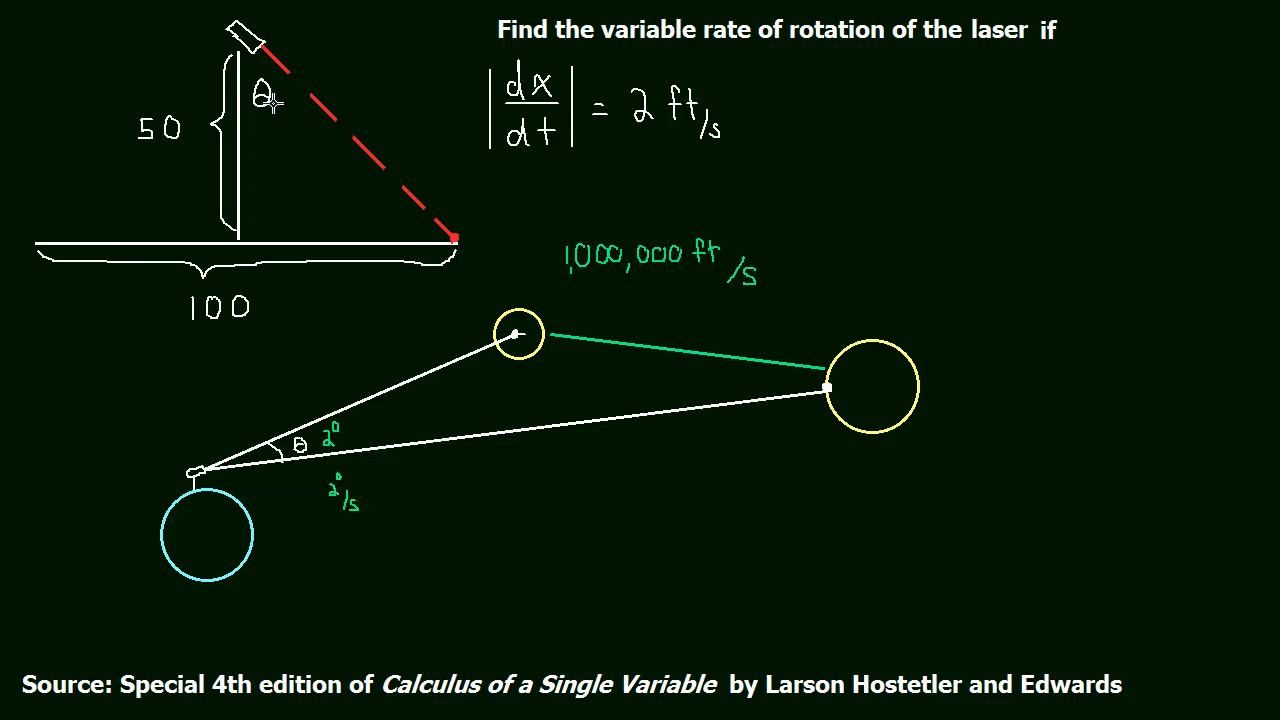 Find the variable rate of rotation of the laser if
|dx/dt| = 2 ft/s
θ
50
100
1,000,000 ft/s
θ 2°
2°/s
Source: Special 4th edition of Calculus of a Single Variable by Larson Hostetler and Edwards